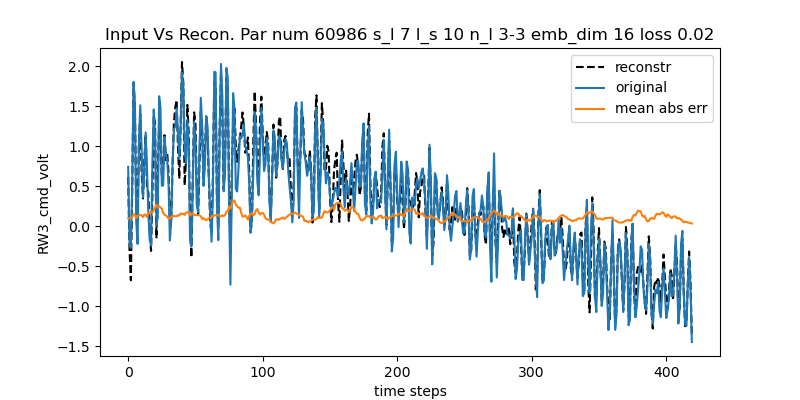 Input Vs Recon. Par num 60986 s_l 7 l_s 10 n_l 3-3 emb_dim 16 loss 0.02
reconstr
original
mean abs err
RW3_cmd_volt
2.0
1.5
1.0
0.5
0.0
−0.5
−1.0
−1.5
0 100 200 300 400
time steps